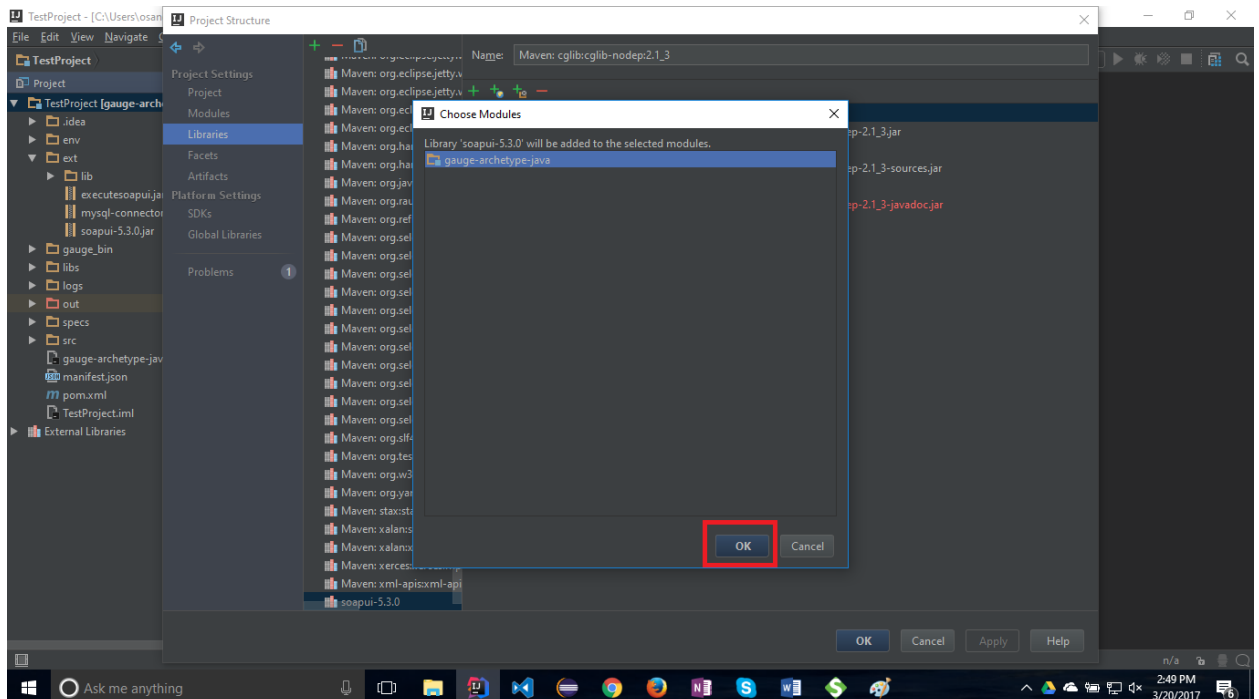 TestProject - [C:\Users\osan
File Edit View Navigate
TestProject
Project
TestProject [gauge-arch
.idea
env
ext
lib
executesoapui.ja
mysql-connector
soapui-5.3.0.jar
gauge_bin
libs
logs
out
specs
src
gauge-archetype-jav
manifest.json
pom.xml
TestProject.iml
External Libraries
Project Structure
Project Settings
Project
Modules
Libraries
Facets
Artifacts
Platform Settings
SDKs
Global Libraries
Problems 1
Maven: org.eclipse.jetty.w
Maven: org.eclipse.jetty.w
Maven: org.ecl
Maven: org.ecl
Maven: org.ha
Maven: org.ha
Maven: org.jav
Maven: org.rau
Maven: org.ref
Maven: org.sel
Maven: org.sel
Maven: org.sel
Maven: org.sel
Maven: org.sel
Maven: org.sel
Maven: org.sel
Maven: org.sel
Maven: org.sel
Maven: org.sel
Maven: org.sel
Maven: org.slf4
Maven: org.tes
Maven: org.w3
Maven: org.yar
Maven: stax:sta
Maven: xalan:s
Maven: xalan:x
Maven: xerces:
Maven: xml-apis:xml-api
soapui-5.3.0
Name: Maven: cglib:cglib-nodep:2.1_3
ep-2.1_3.jar
ep-2.1_3-sources.jar
ep-2.1_3-javadoc.jar
Choose Modules
Library 'soapui-5.3.0' will be added to the selected modules.
gauge-archetype-java
OK Cancel
OK Cancel Apply Help
n/a
Ask me anything
2:49 PM
3/20/2017
6